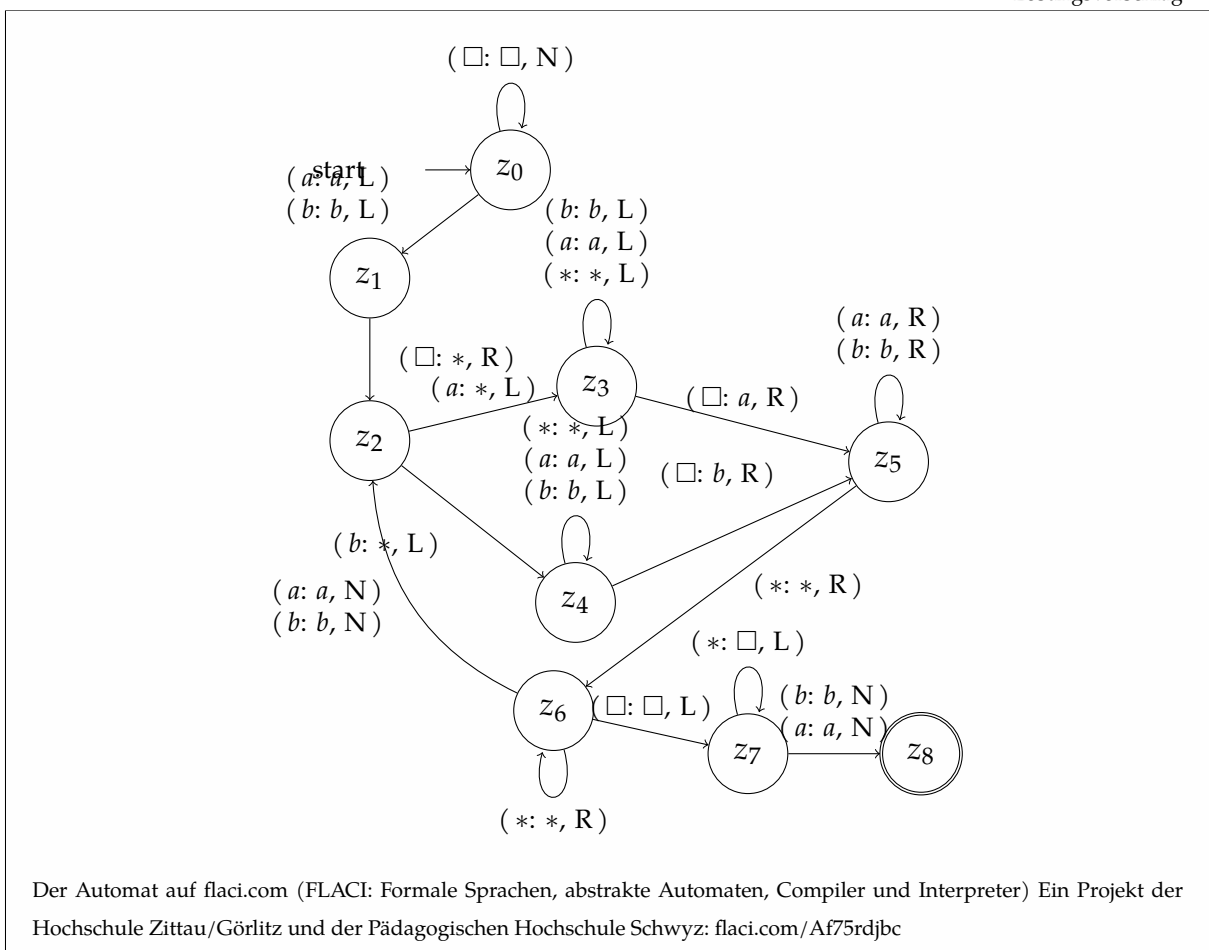 (□: □, N)
start
z0
(a: a, L)
(b: b, L)
(b: b, L)
(a: a, L)
(∗: ∗, L)
z1
(a: a, R)
(b: b, R)
(□: ∗, R)
(a: ∗, L)
z3
(□: a, R)
z2
(∗: ∗, L)
(a: a, L)
(b: b, L)
z5
(□: b, R)
(b: ∗, L)
(a: a, N)
(b: b, N)
z4
(∗: ∗, R)
(∗: □, L)
z6
(□: □, L)
(b: b, N)
(a: a, N)
z7
z8
(∗: ∗, R)
Der Automat auf flaci.com (FLACI: Formale Sprachen, abstrakte Automaten, Compiler und Interpreter) Ein Projekt der
Hochschule Zittau/Görlitz und der Pädagogischen Hochschule Schwyz: flaci.com/Af75rdjbc